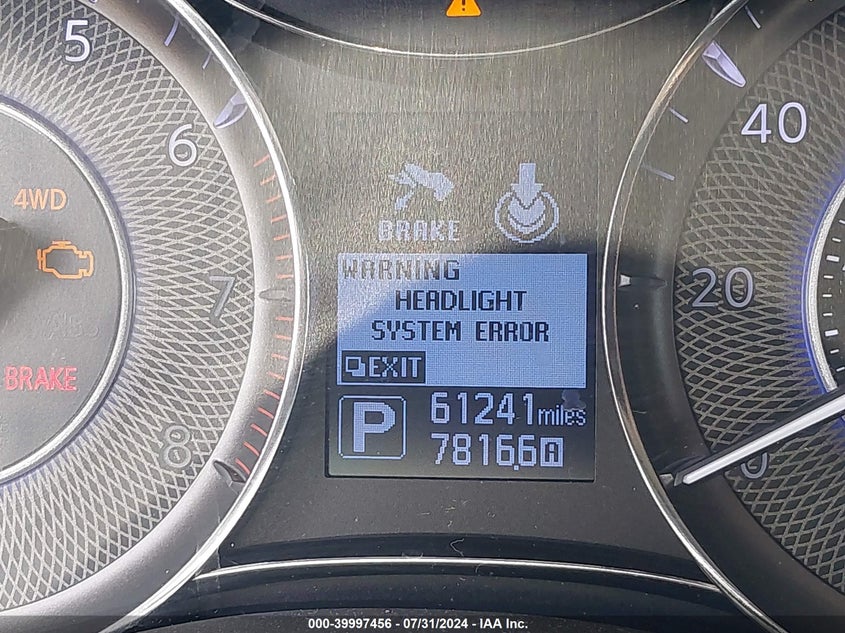 5
6
7
8
4WD
BRAKE
BRAKE
WARNING
HEADLIGHT
SYSTEM ERROR
EXIT
P
61241 miles
7816.6 A
40
20
0
000-39997456 - 07/31/2024 - IAA Inc.